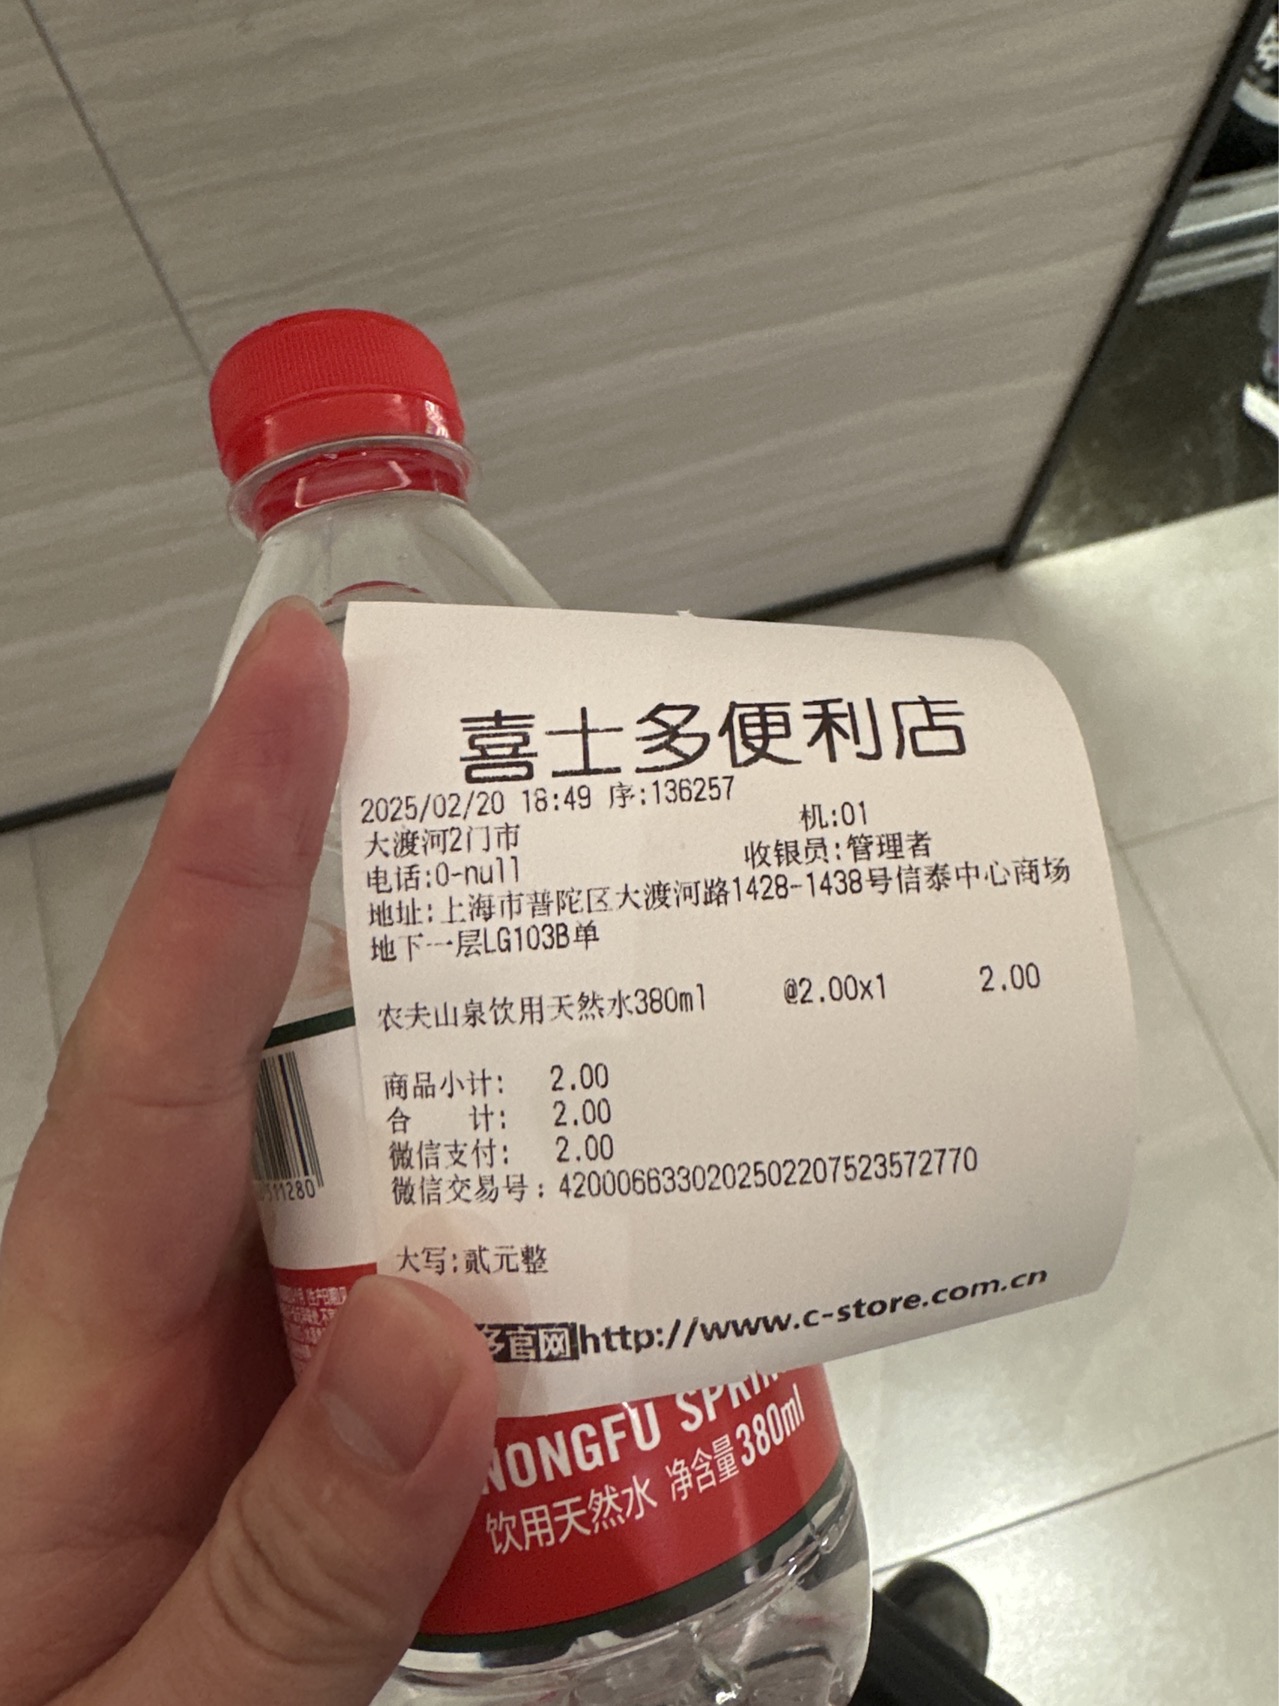 喜士多便利店
2025/02/20 18:49 序:136257
大渡河2门市 机:01
电话:0-null 收银员:管理者
地址:上海市普陀区大渡河路1428-1438号信泰中心商场
地下一层LG103B单
农夫山泉饮用天然水380ml @2.00x1 2.00
商品小计: 2.00
合 计: 2.00
微信支付: 2.00
微信交易号:4200066330202502207523572770
大写:贰元整
多官网http://www.c-store.com.cn
11280
NONGFU SPRIN
饮用天然水 净含量380ml